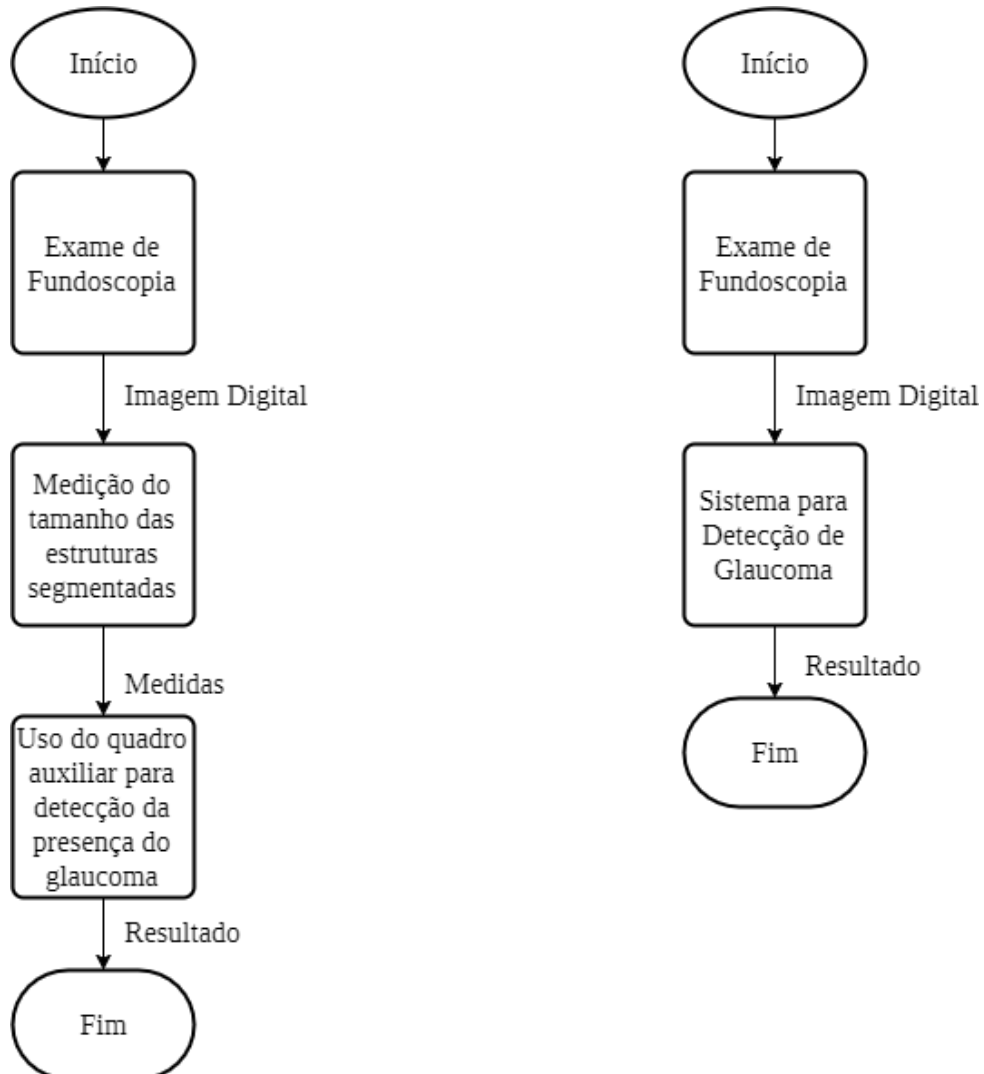 Início
Exame de
Fundoscopia
Imagem Digital
Medição do
tamanho das
estruturas
segmentadas
Medidas
Uso do quadro
auxiliar para
detecção da
presença do
glaucoma
Resultado
Fim
Início
Exame de
Fundoscopia
Imagem Digital
Sistema para
Detecção de
Glaucoma
Resultado
Fim